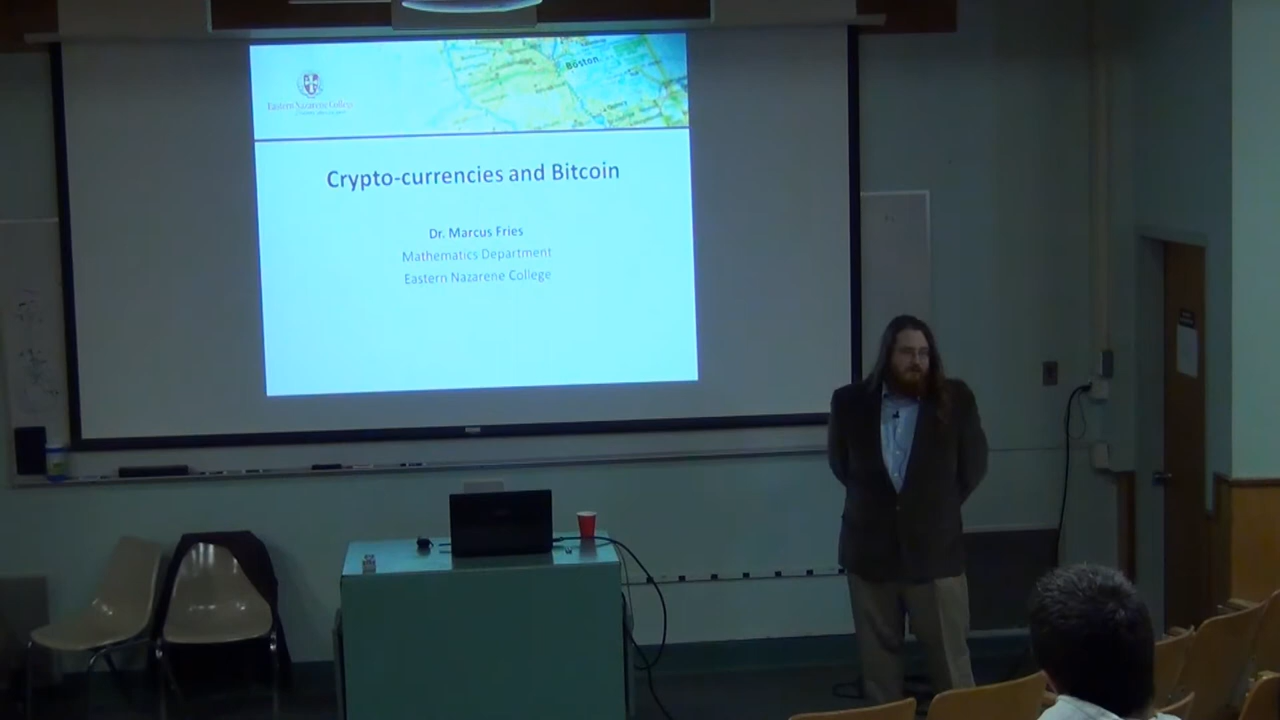 Boston
Eastern Nazarene College
Crypto-currencies and Bitcoin
Dr. Marcus Fries
Mathematics Department
Eastern Nazarene College